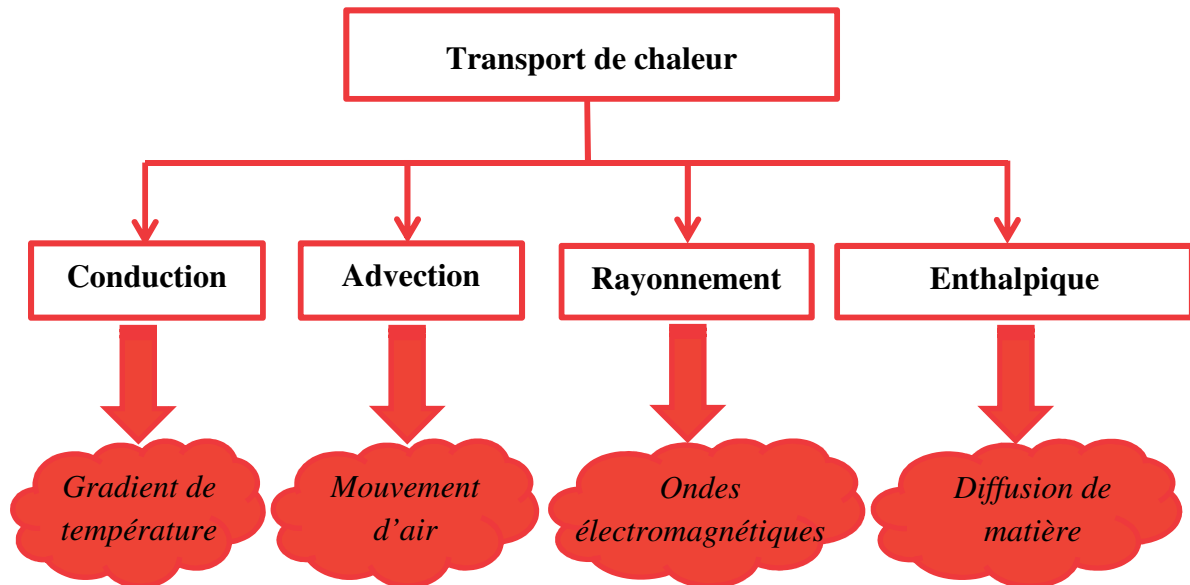 Transport de chaleur
Conduction
Advection
Rayonnement
Enthalpique
Gradient de
température
Mouvement
d’air
Ondes
électromagnétiques
Diffusion de
matière